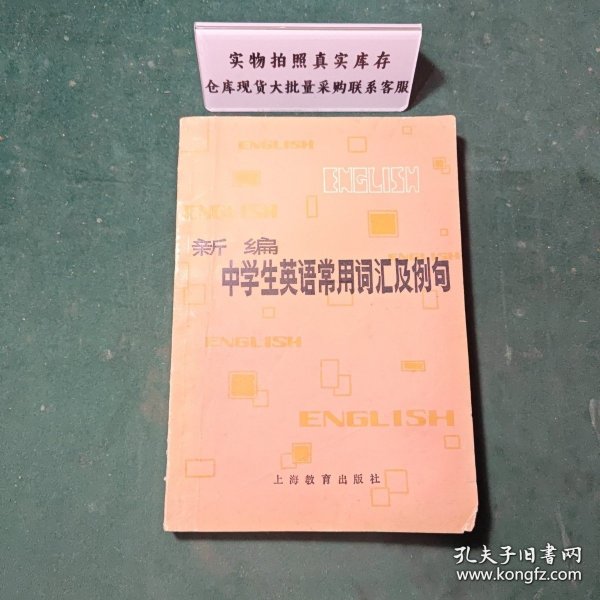 实物拍照真实库存
仓库现货大批量采购联系客服
ENGLISH
ENGLISH
ENGLISH
新编
ENGLISH
中学生英语常用词汇及例句
ENGLISH
ENGLISH
上海教育出版社
孔夫子旧书网
www.kongfz.com